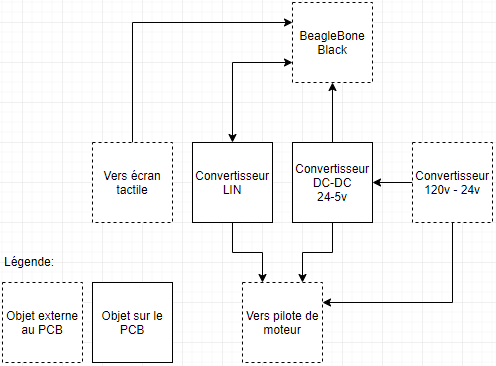 BeagleBone
Black
Vers écran
tactile
Convertisseur
LIN
Convertisseur
DC-DC
24-5v
Convertisseur
120v - 24v
Légende:
Objet externe
au PCB
Objet sur le
PCB
Vers pilote de
moteur